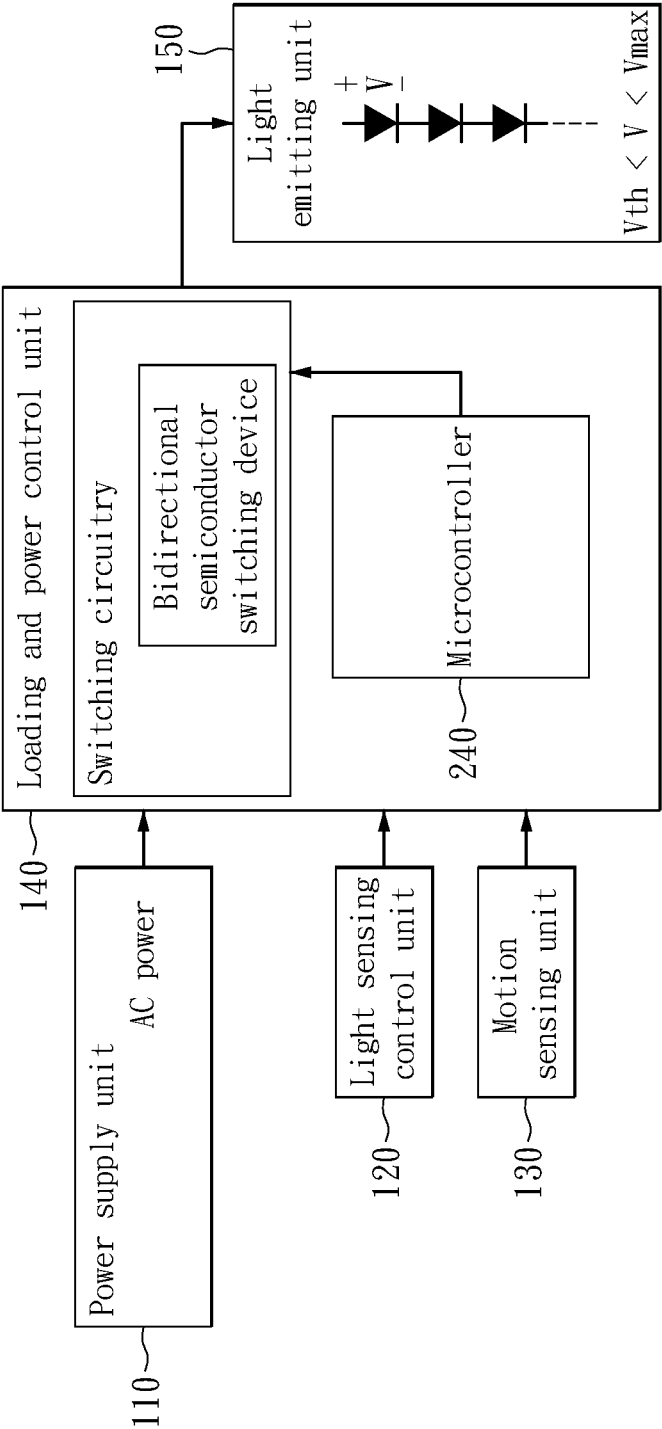 Power supply unit
AC power
110
Light sensing
control unit
120
Motion
sensing unit
130
Loading and power control unit
140
Switching circuitry
Bidirectional
semiconductor
switching device
Microcontroller
240
Light
emitting unit
150
+
V
-
Vth < V < Vmax